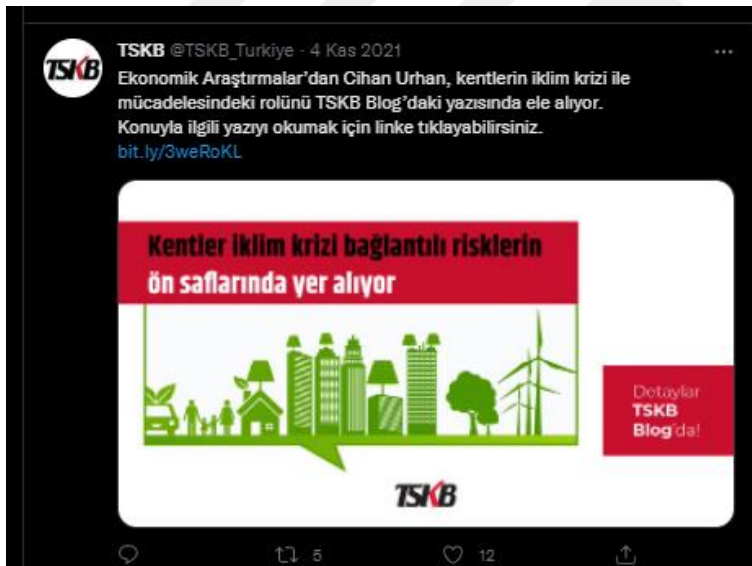 TSKB @TSKB_Turkiye · 4 Kas 2021
TSKB
Ekonomik Araştırmalar'dan Cihan Urhan, kentlerin iklim krizi ile
mücadelesindeki rolünü TSKB Blog'daki yazısında ele alıyor.
Konuyla ilgili yazıyı okumak için linke tıklayabilirsiniz.
bit.ly/3weRoKL
Kentler iklim krizi bağlantılı risklerin
ön saflarında yer alıyor
Detaylar
TSKB
Blog'da!
TSKB
5 12